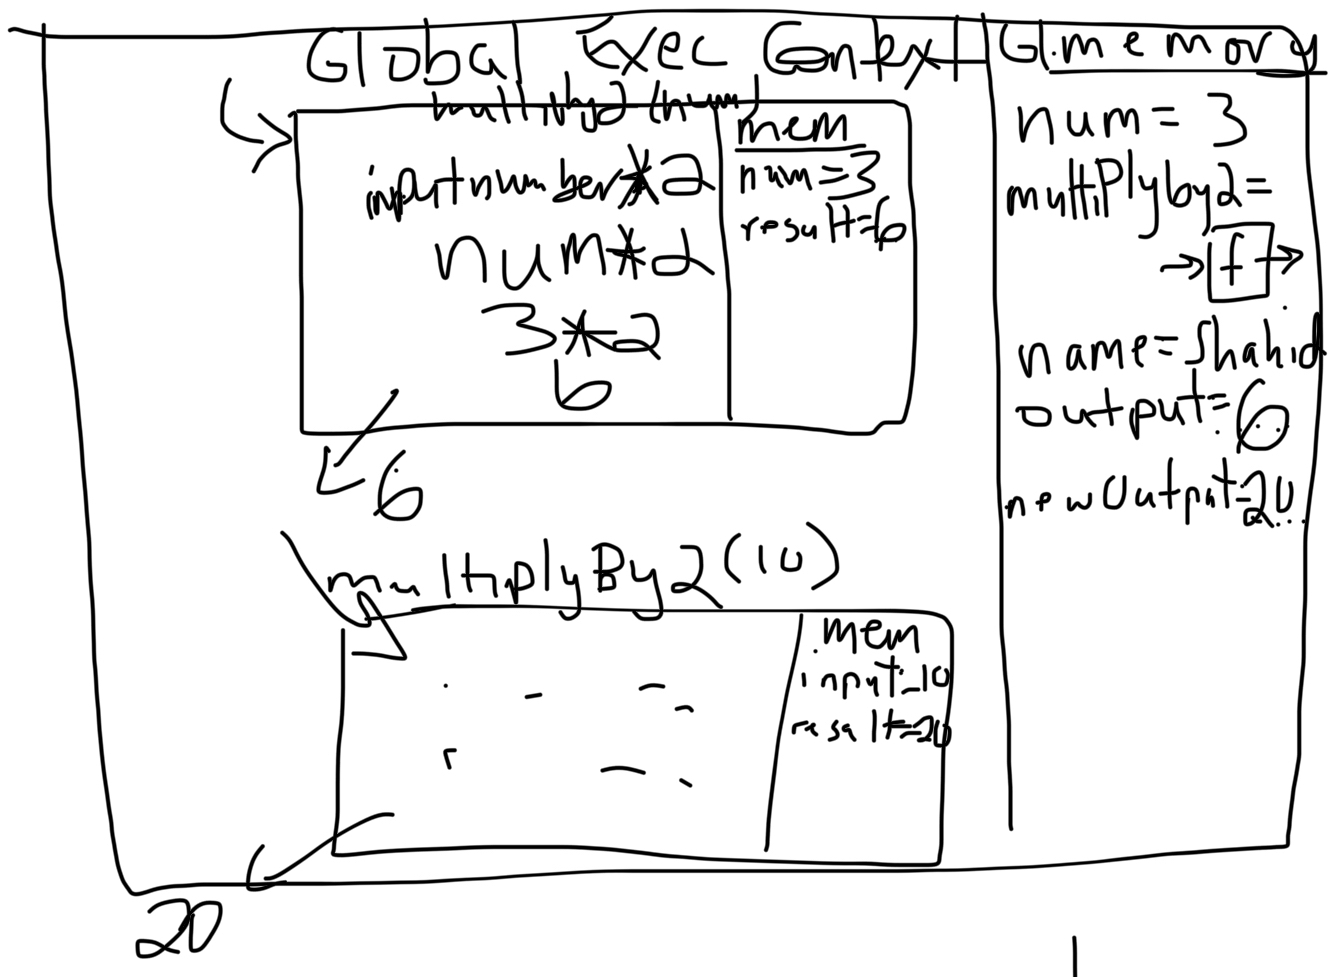 Global Exec Context
multiplyby2(num)
inputnumber*2
num*2
3*2
6
mem
num=3
result=6
6
multiplyBy2(10)
mem
input=10
result=20
20
Gl.memory
num=3
multiPlyby2=
→[f]→
name=Shahid
output=6
newOutput=20